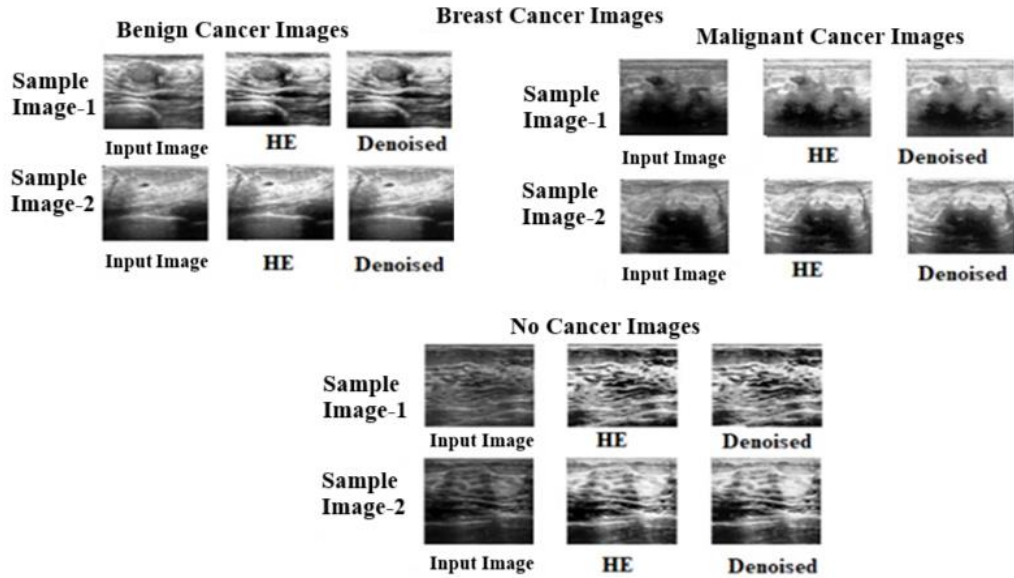 Breast Cancer Images
Benign Cancer Images
Sample
Image-1
Input Image
HE
Denoised
Sample
Image-2
Input Image
HE
Denoised
Malignant Cancer Images
Sample
Image-1
Input Image
HE
Denoised
Sample
Image-2
Input Image
HE
Denoised
No Cancer Images
Sample
Image-1
Input Image
HE
Denoised
Sample
Image-2
Input Image
HE
Denoised